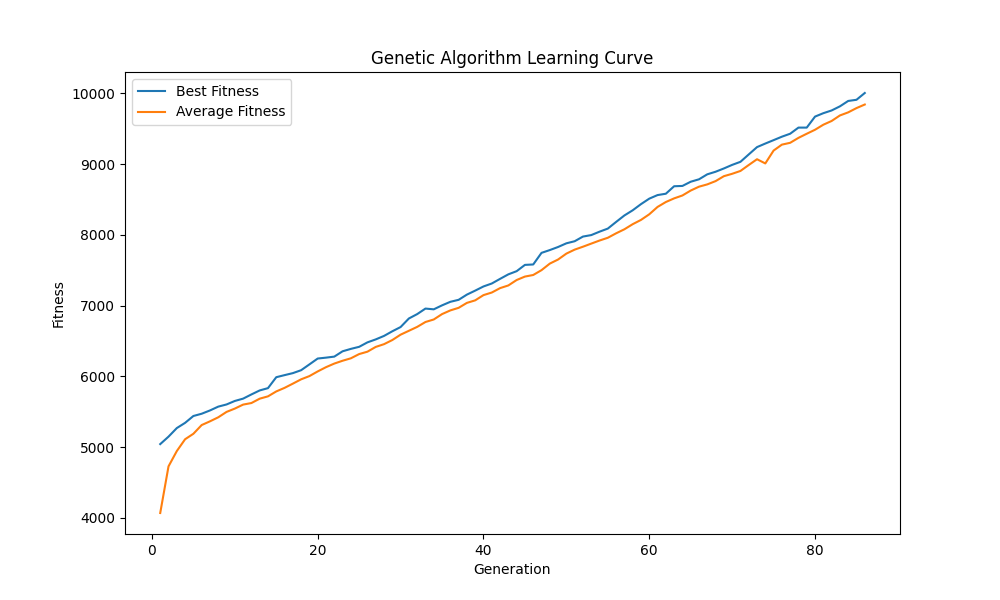 Genetic Algorithm Learning Curve
Best Fitness
Average Fitness
10000
9000
8000
7000
6000
5000
4000
Fitness
0 20 40 60 80
Generation